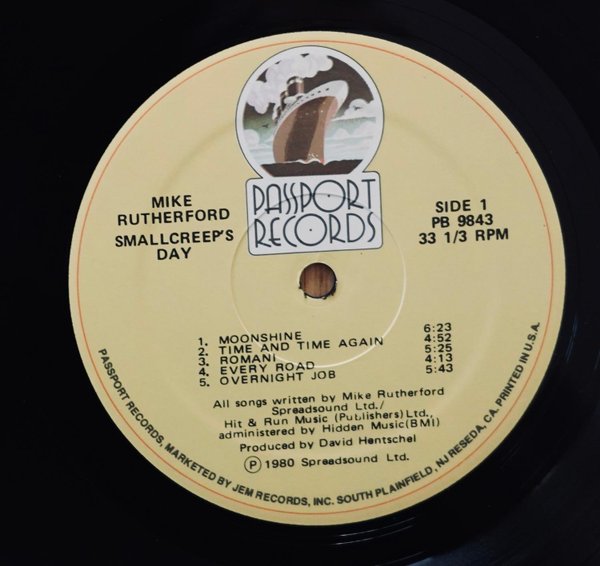 PASSPORT
RECORDS
MIKE
RUTHERFORD
SMALLCREEP'S
DAY
SIDE 1
PB 9843
33 1/3 RPM
1. MOONSHINE 6:23
2. TIME AND TIME AGAIN 4:52
3. ROMANI 5:25
4. EVERY ROAD 4:13
5. OVERNIGHT JOB 5:43
All songs written by Mike Rutherford
Spreadsound Ltd./
Hit & Run Music (Publishers) Ltd.,
administered by Hidden Music(BMi)
Produced by David Hentschel
Ⓟ 1980 Spreadsound Ltd.
PASSPORT RECORDS, MARKETED BY JEM RECORDS, INC. SOUTH PLAINFIELD, NJ RESEDA, CA. PRINTED IN U.S.A.